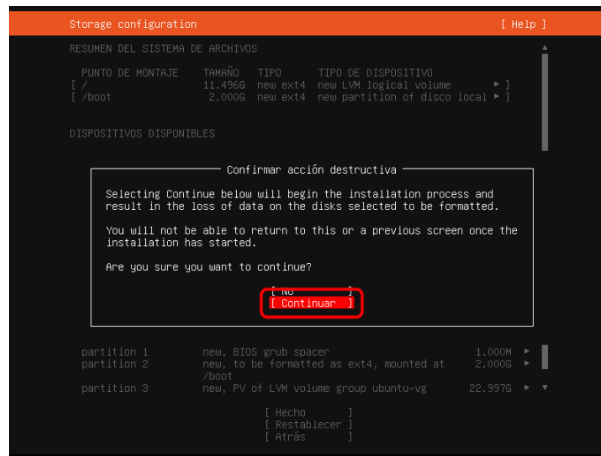 Storage configuration [ Help ]
RESUMEN DEL SISTEMA DE ARCHIVOS ▲
PUNTO DE MONTAJE TAMAÑO TIPO TIPO DE DISPOSITIVO
[ / 11.496G new ext4 new LVM logical volume ▸ ]
[ /boot 2.000G new ext4 new partition of disco local ▸ ]
DISPOSITIVOS DISPONIBLES
Confirmar acción destructiva
Selecting Continue below will begin the installation process and
result in the loss of data on the disks selected to be formatted.
You will not be able to return to this or a previous screen once the
installation has started.
Are you sure you want to continue?
[ No ]
[ Continuar ]
partition 1 new, BIOS grub spacer 1.000M ▸
partition 2 new, to be formatted as ext4, mounted at 2.000G ▸
/boot
partition 3 new, PV of LVM volume group ubuntu-vg 22.997G ▸ ▼
[ Hecho ]
[ Restablecer ]
[ Atrás ]